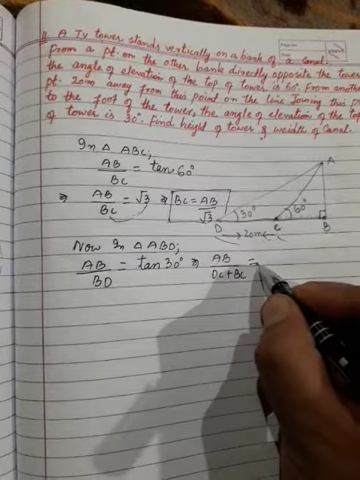 A TV tower stands vertically on a bank of a canal.
From a pt. on the other bank directly opposite the tower
the angle of elevation of the top of tower is 60°. From another
pt. 20m away from this point on the line Joining this pt.
to the foot of the tower, the angle of elevation of the top
of tower is 30°. Find height of tower & weidth of Canal.
In △ ABC;
AB/BC = tan 60°
⇒ AB/BC = √3 ⇒ BC = AB/√3
A
30°
60°
D
C
B
20m
Now In △ ABD;
AB/BD = tan 30° ⇒ AB/DC+BC =